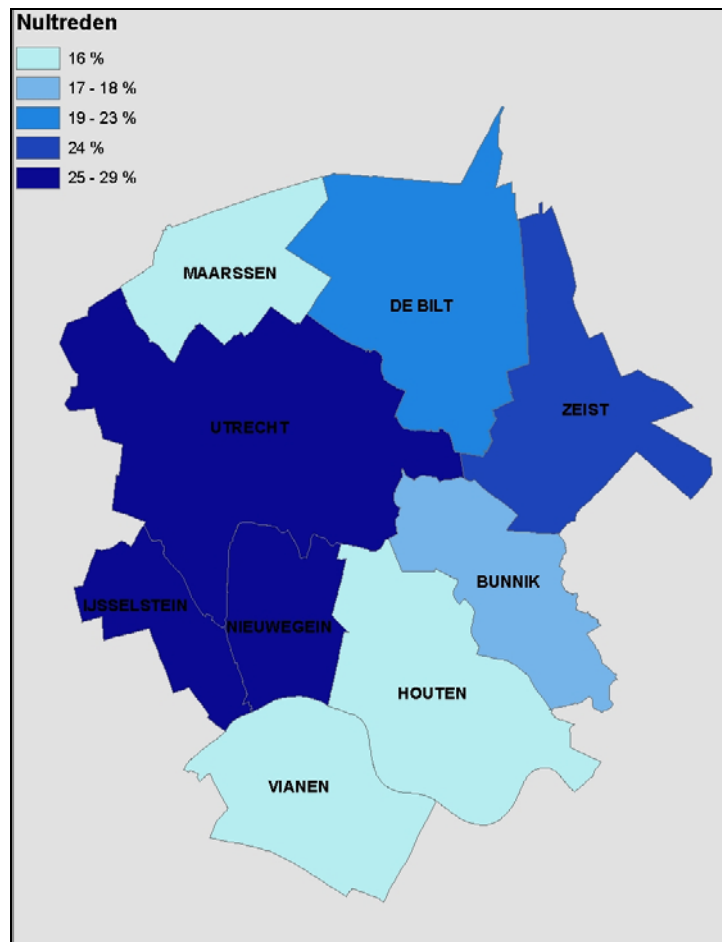 Nultreden
16 %
17 - 18 %
19 - 23 %
24 %
25 - 29 %
MAARSSEN
DE BILT
ZEIST
UTRECHT
BUNNIK
IJSSELSTEIN
NIEUWEGEIN
HOUTEN
VIANEN